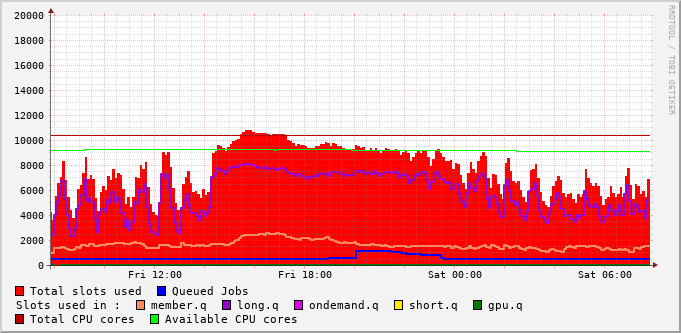 20000
18000
16000
14000
12000
10000
8000
6000
4000
2000
0
Fri 12:00 Fri 18:00 Sat 00:00 Sat 06:00
RRDTOOL / TOBI OETIKER
Total slots used Queued Jobs
Slots used in : member.q long.q ondemand.q short.q gpu.q
Total CPU cores Available CPU cores